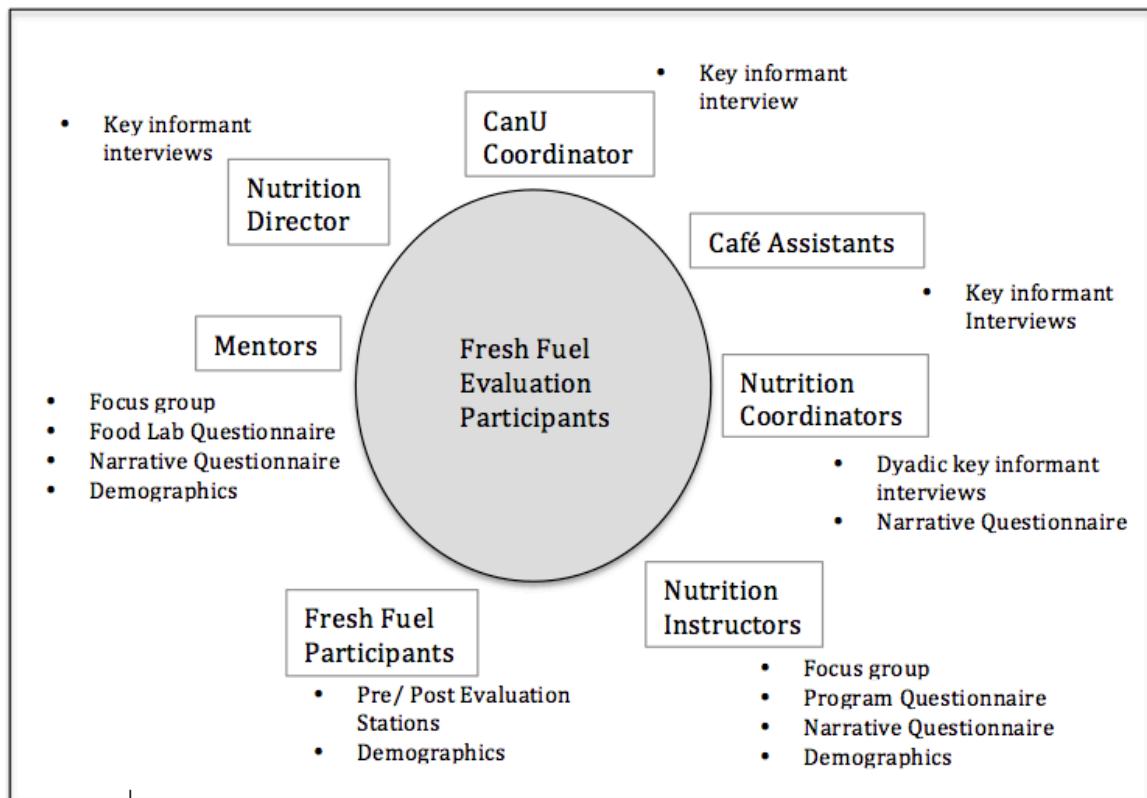 • Key informant
interview
CanU
Coordinator
• Key informant
interviews
Nutrition
Director
Café Assistants
• Key informant
Interviews
Mentors
• Focus group
• Food Lab Questionnaire
• Narrative Questionnaire
• Demographics
Fresh Fuel
Evaluation
Participants
Nutrition
Coordinators
• Dyadic key informant
interviews
• Narrative Questionnaire
Fresh Fuel
Participants
• Pre/ Post Evaluation
Stations
• Demographics
Nutrition
Instructors
• Focus group
• Program Questionnaire
• Narrative Questionnaire
• Demographics